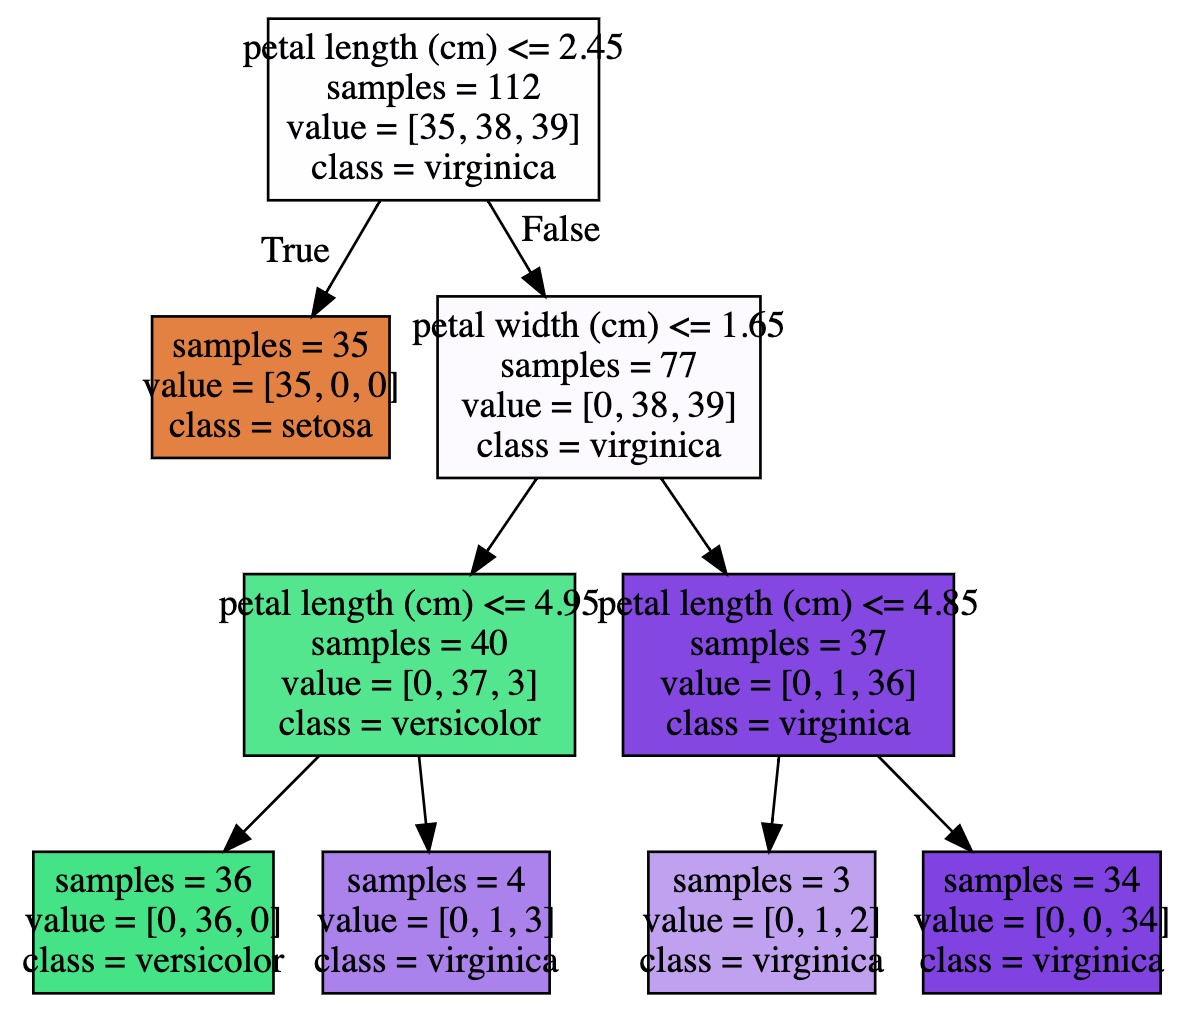 petal length (cm) <= 2.45
samples = 112
value = [35, 38, 39]
class = virginica
True
False
samples = 35
value = [35, 0, 0]
class = setosa
petal width (cm) <= 1.65
samples = 77
value = [0, 38, 39]
class = virginica
petal length (cm) <= 4.95
samples = 40
value = [0, 37, 3]
class = versicolor
petal length (cm) <= 4.85
samples = 37
value = [0, 1, 36]
class = virginica
samples = 36
value = [0, 36, 0]
class = versicolor
samples = 4
value = [0, 1, 3]
class = virginica
samples = 3
value = [0, 1, 2]
class = virginica
samples = 34
value = [0, 0, 34]
class = virginica